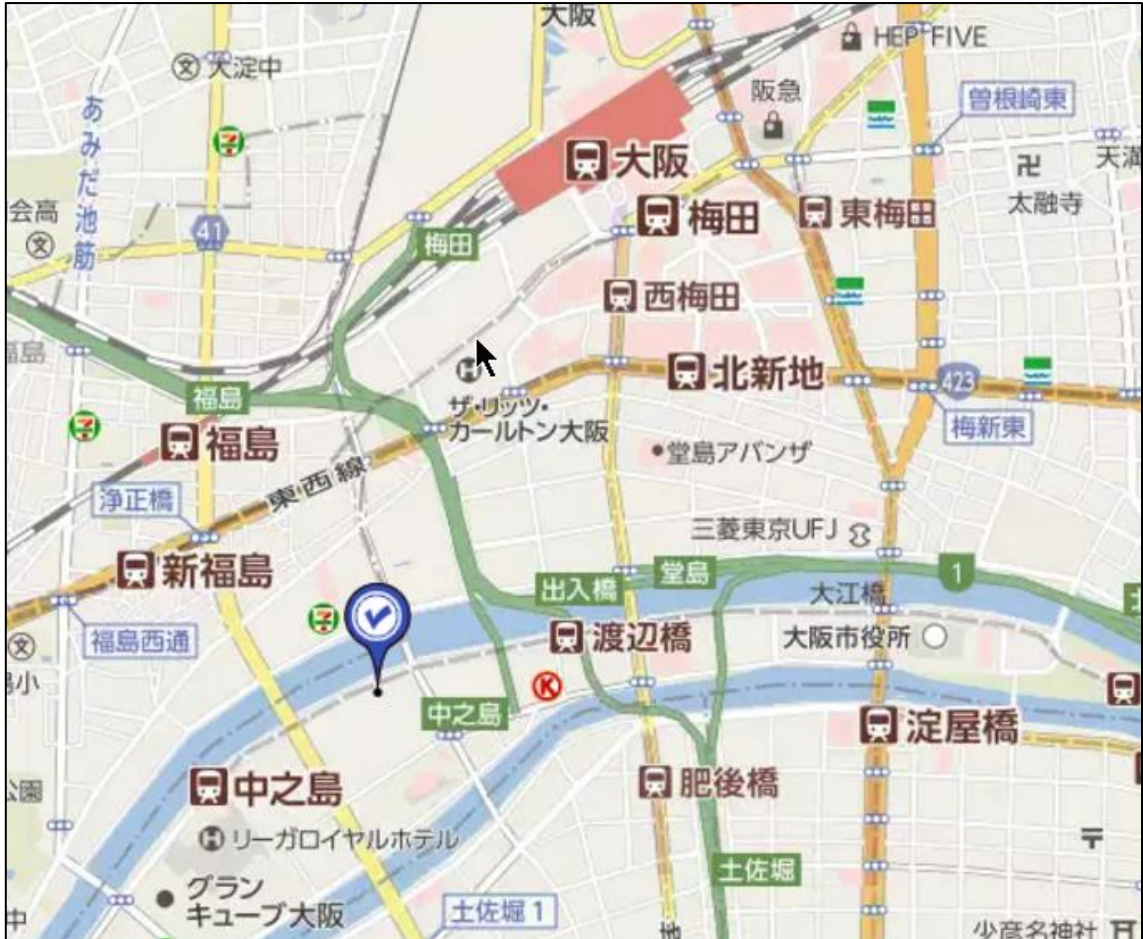 大阪
HEP FIVE
大淀中
阪急
曽根崎東
あみだ池筋
7
大阪
天満
太融寺
会高
41
梅田
梅田
東梅田
西梅田
福島
北新地
423
福島
ザ・リッツ・
カールトン大阪
梅新東
福島
堂島アバンザ
東西線
浄正橋
三菱東京UFJ
新福島
出入橋
堂島
1
大江橋
福島西通
渡辺橋
大阪市役所
島小
K
中之島
淀屋橋
中之島
肥後橋
公園
リーガロイヤルホテル
土佐堀
グラン
キューブ大阪
土佐堀1
中
少彦名神社